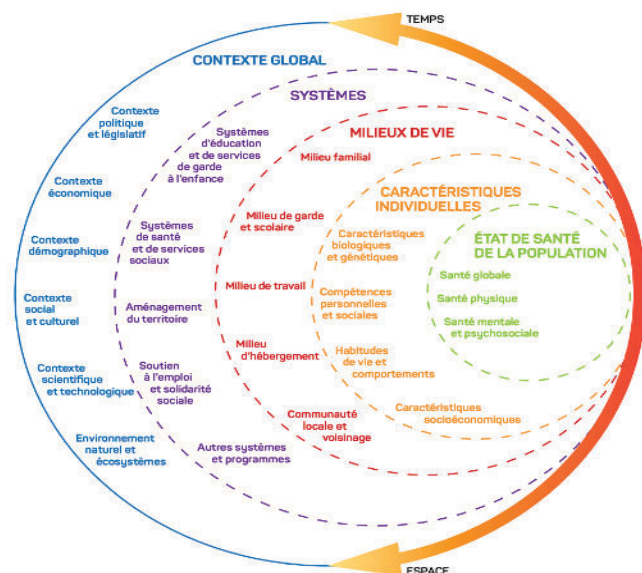 TEMPS
CONTEXTE GLOBAL
Contexte
politique
et législatif
Contexte
économique
Contexte
démographique
Contexte
social
et culturel
Contexte
scientifique
et technologique
Environnement
naturel et
écosystèmes
SYSTÈMES
Systèmes
d'éducation
et de services
de garde
à l'enfance
Systèmes
de santé
et de services
sociaux
Aménagement
du territoire
Soutien
à l'emploi
et solidarité
sociale
Autres systèmes
et programmes
MILIEUX DE VIE
Milieu familial
Milieu de garde
et scolaire
Milieu de travail
Milieu
d'hébergement
Communauté
locale et
voisinage
CARACTÉRISTIQUES
INDIVIDUELLES
Caractéristiques
biologiques
et génétiques
Compétences
personnelles
et sociales
Habitudes
de vie et
comportements
Caractéristiques
socioéconomiques
ÉTAT DE SANTÉ
DE LA POPULATION
Santé globale
Santé physique
Santé mentale
et psychosociale
ESPACE